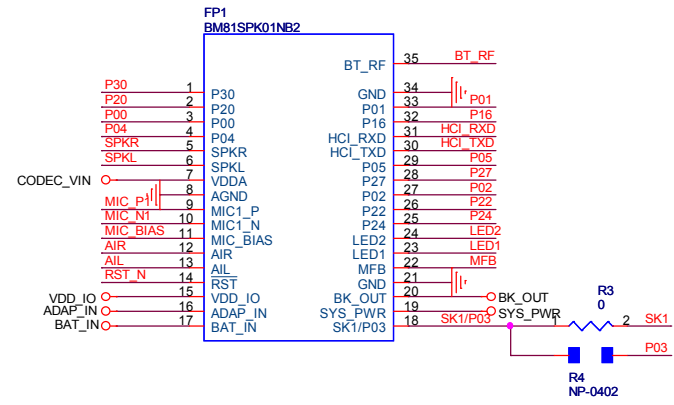 FP1
BM81SPK01NB2
P30 1 P30
P20 2 P20
P00 3 P00
P04 4 P04
SPKR 5 SPKR
SPKL 6 SPKL
CODEC_VIN 7 VDDA
8 AGND
MIC_P1 9 MIC1_P
MIC_N1 10 MIC1_N
MIC_BIAS 11 MIC_BIAS
AIR 12 AIR
AIL 13 AIL
RST_N 14 RST
VDD_IO 15 VDD_IO
ADAP_IN 16 ADAP_IN
BAT_IN 17 BAT_IN
BT_RF 35 BT_RF
GND 34
P01 33 P01
P16 32 P16
HCI_RXD 31 HCI_RXD
HCI_TXD 30 HCI_TXD
P05 29 P05
P27 28 P27
P02 27 P02
P22 26 P22
P24 25 P24
LED2 24 LED2
LED1 23 LED1
MFB 22 MFB
GND 21
BK_OUT 20 BK_OUT
SYS_PWR 19 SYS_PWR
SK1/P03 18 SK1/P03
R3
0
1 2 SK1
P03
R4
NP-0402